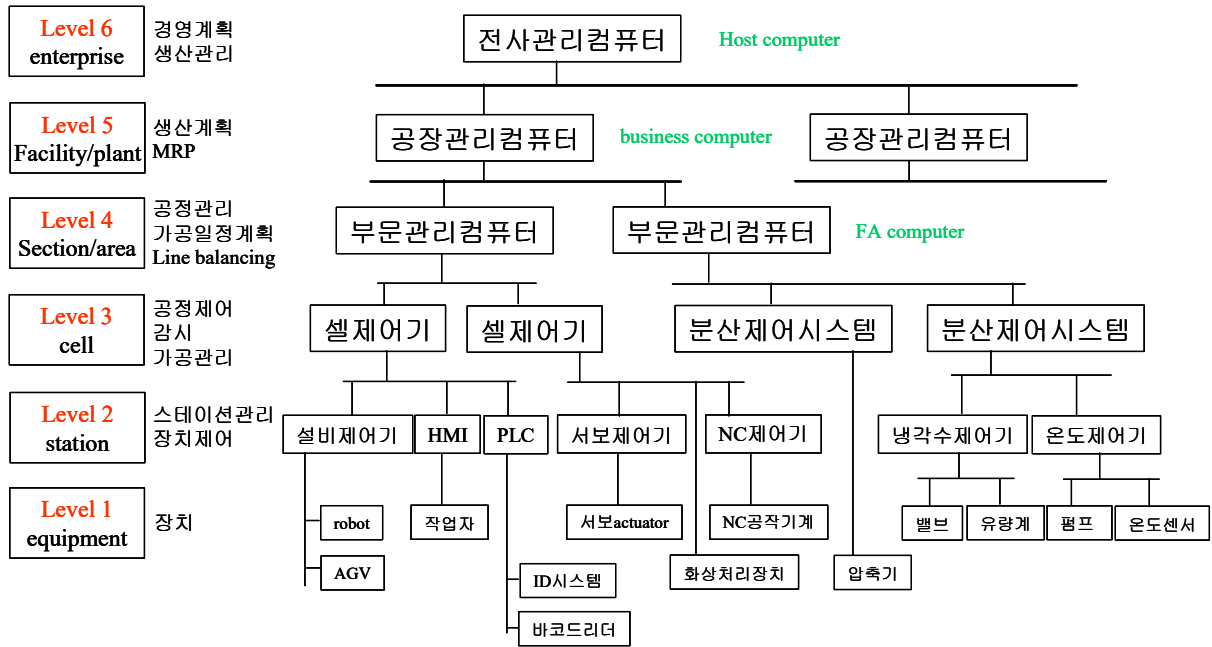 Level 6
enterprise
경영계획
생산관리
전사관리컴퓨터
Host computer
Level 5
Facility/plant
생산계획
MRP
공장관리컴퓨터
business computer
공장관리컴퓨터
Level 4
Section/area
공정관리
가공일정계획
Line balancing
부문관리컴퓨터
부문관리컴퓨터
FA computer
Level 3
cell
공정제어
감시
가공관리
셀제어기
셀제어기
분산제어시스템
분산제어시스템
Level 2
station
스테이션관리
장치제어
설비제어기
HMI
PLC
서보제어기
NC제어기
냉각수제어기
온도제어기
Level 1
equipment
장치
robot
작업자
서보actuator
NC공작기계
밸브
유량계
펌프
온도센서
AGV
ID시스템
화상처리장치
압축기
바코드리더